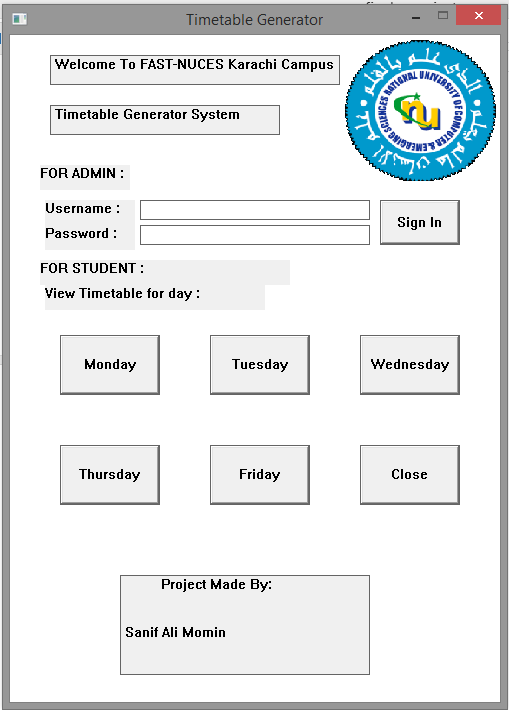 Timetable Generator
Welcome To FAST-NUCES Karachi Campus
Timetable Generator System
NATIONAL UNIVERSITY OF COMPUTER & EMERGING SCIENCES
nu
FOR ADMIN :
Username :
Password :
Sign In
FOR STUDENT :
View Timetable for day :
Monday
Tuesday
Wednesday
Thursday
Friday
Close
Project Made By:
Sanif Ali Momin